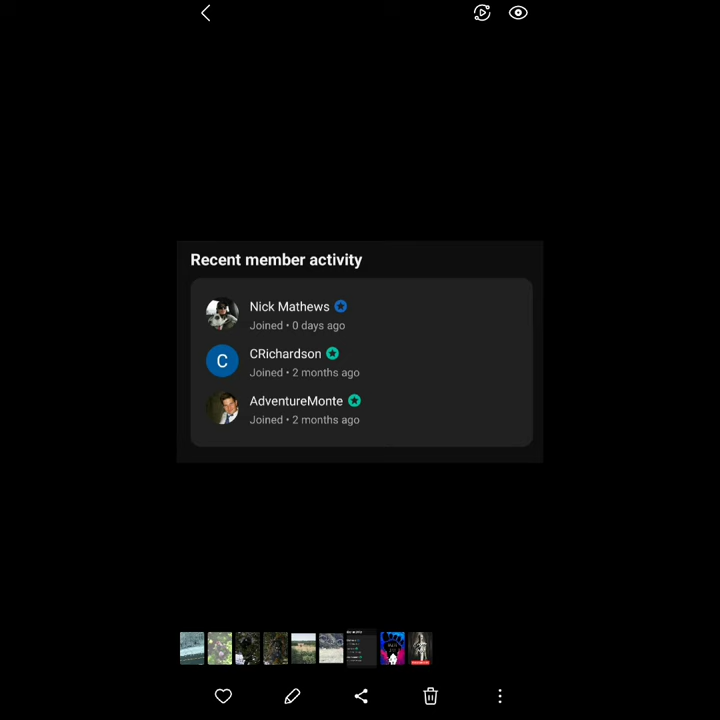 Recent member activity
Nick Mathews
Joined • 0 days ago
C
CRichardson
Joined • 2 months ago
AdventureMonte
Joined • 2 months ago